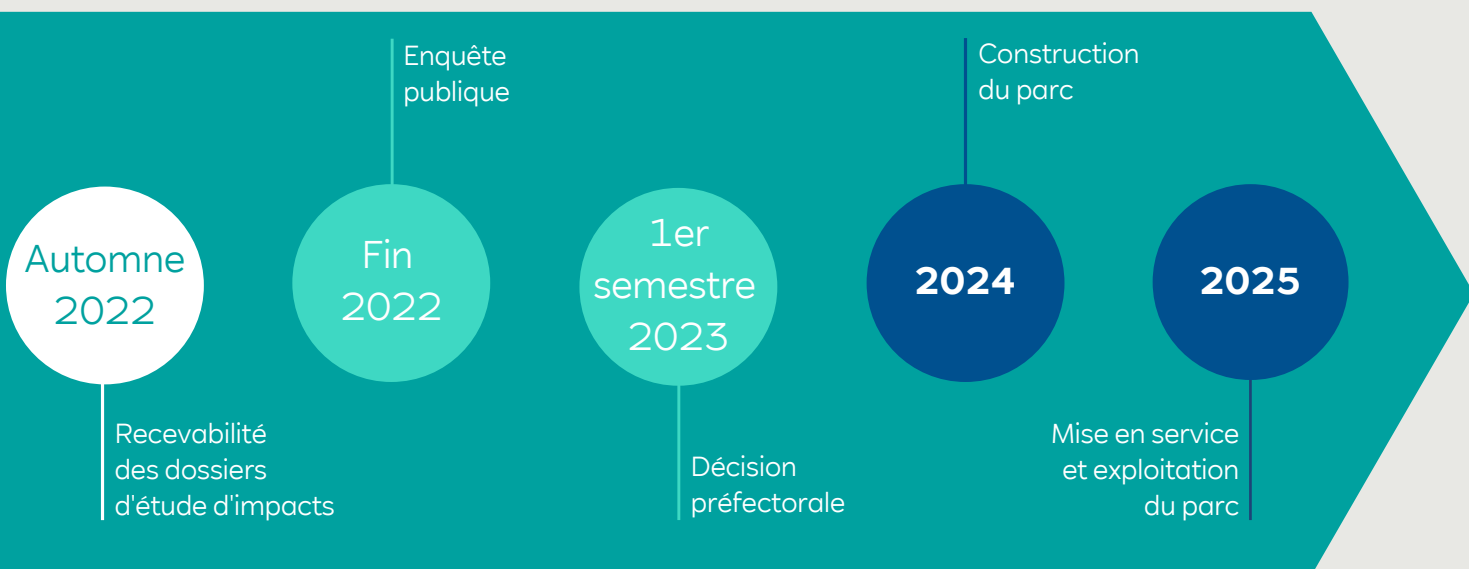 Automne
2022
Recevabilité
des dossiers
d'étude d'impacts
Enquête
publique
Fin
2022
1er
semestre
2023
Décision
préfectorale
Construction
du parc
2024
2025
Mise en service
et exploitation
du parc